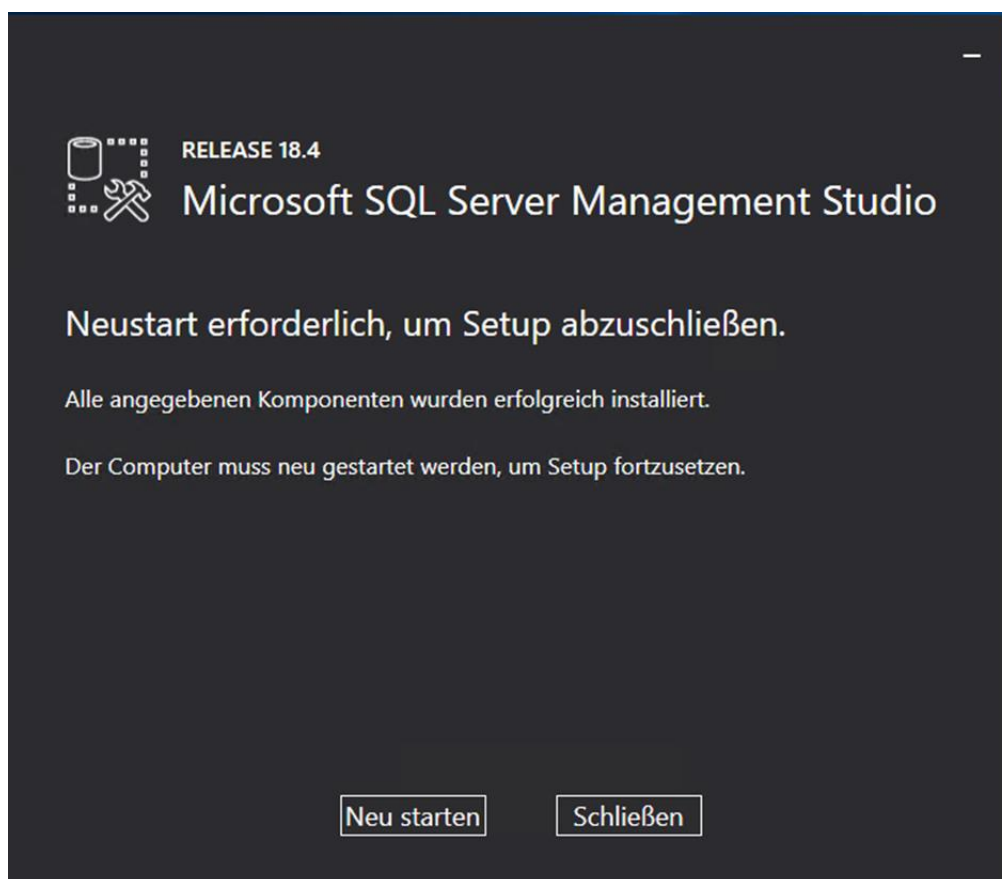 RELEASE 18.4
Microsoft SQL Server Management Studio
Neustart erforderlich, um Setup abzuschließen.
Alle angegebenen Komponenten wurden erfolgreich installiert.
Der Computer muss neu gestartet werden, um Setup fortzusetzen.
Neu starten
Schließen